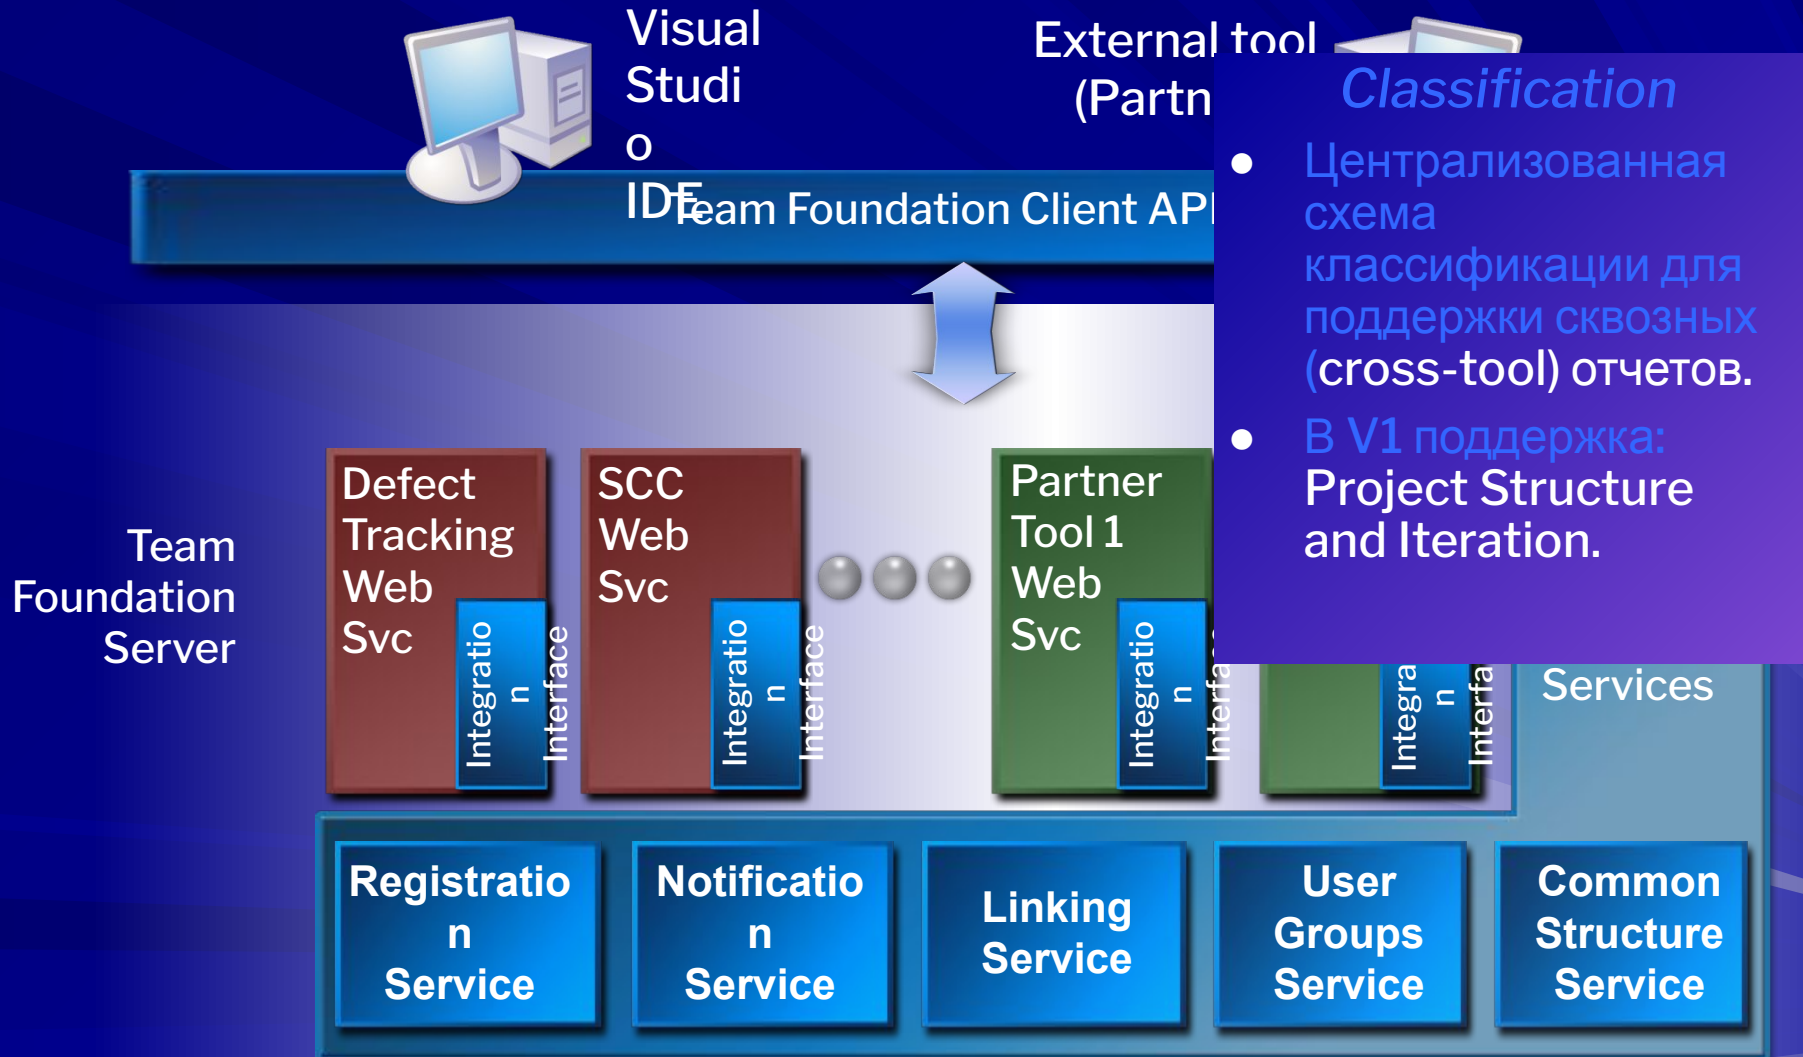 Visual
Studi
o
IDE
External tool
(Partn
Team Foundation Client API
Classification
Централизованная
схема
классификации для
поддержки сквозных
(cross-tool) отчетов.
В V1 поддержка:
Project Structure
and Iteration.
Team
Foundation
Server
Defect
Tracking
Web
Svc
Integratio
n
Interface
SCC
Web
Svc
Integratio
n
Interface
Partner
Tool 1
Web
Svc
Integratio
n
Interfa
Integra
n
Interfa
Services
Registratio
n
Service
Notificatio
n
Service
Linking
Service
User
Groups
Service
Common
Structure
Service